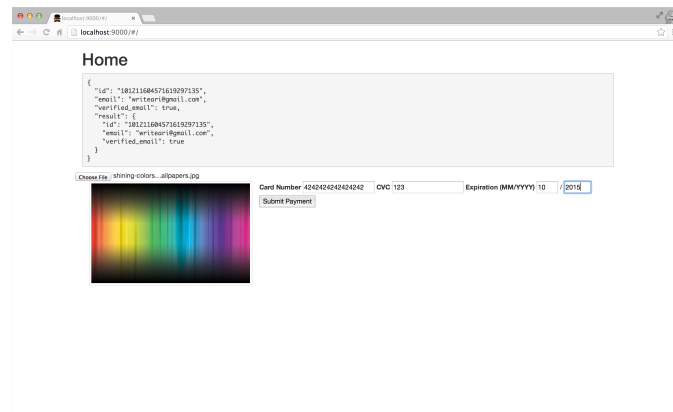 localhost:9000/#/
localhost:9000/#/
Home
{
"id": "101211604571619297135",
"email": "writeari@gmail.com",
"verified_email": true,
"result": {
"id": "101211604571619297135",
"email": "writeari@gmail.com",
"verified_email": true
}
}
Choose File shining-colors...allpapers.jpg
Card Number 4242424242424242 CVC 123 Expiration (MM/YYYY) 10 / 2015
Submit Payment